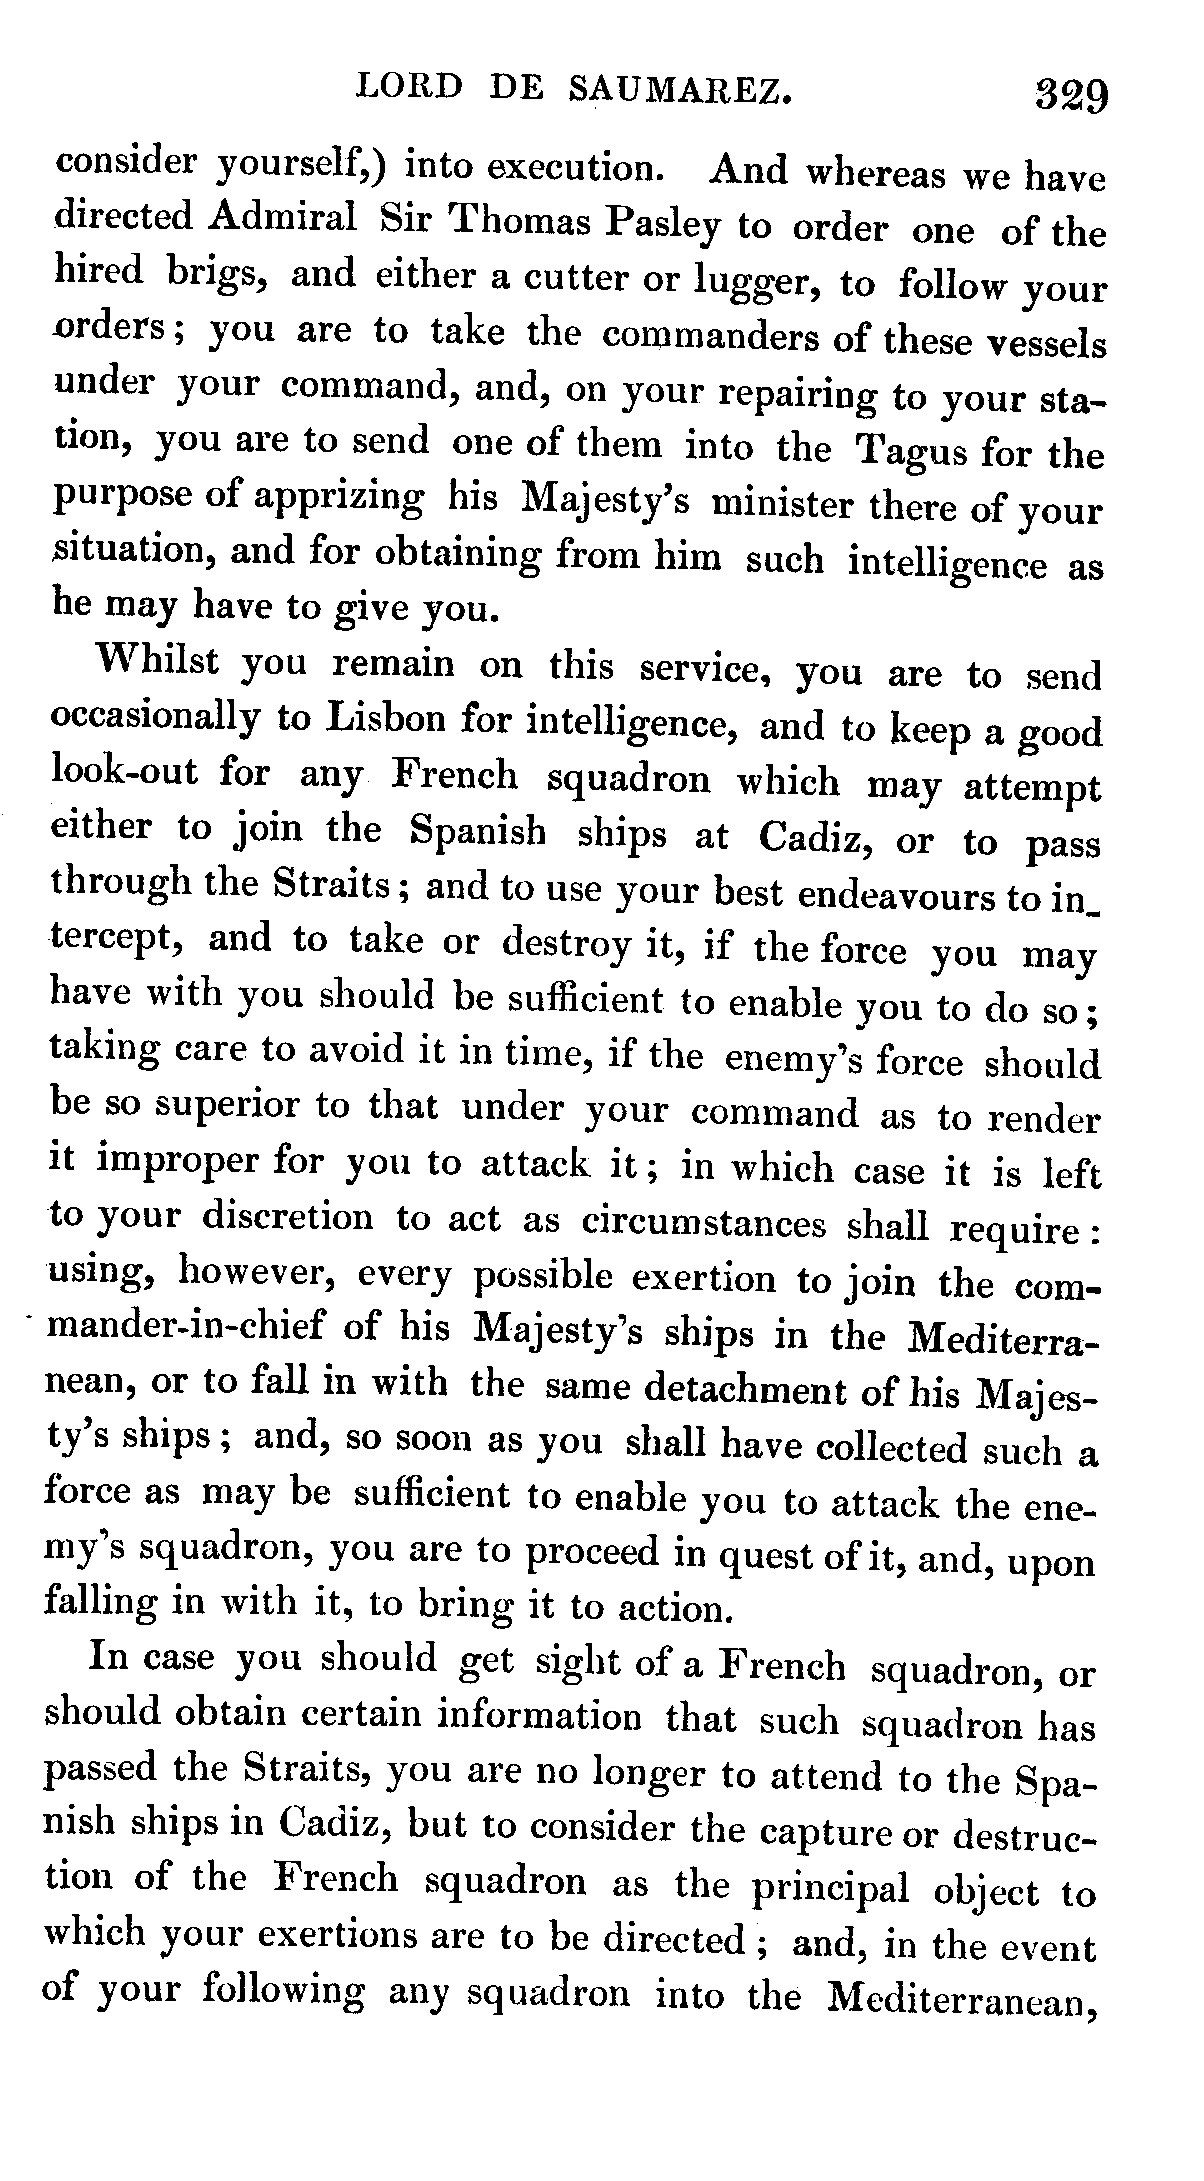 LORD DE SAUMAREZ. 329
consider yourself,) into execution. And whereas we have
directed Admiral Sir Thomas Pasley to order one of the
hired brigs, and either a cutter or lugger, to follow your
orders; you are to take the commanders of these vessels
under your command, and, on your repairing to your sta-
tion, you are to send one of them into the Tagus for the
purpose of apprizing his Majesty's minister there of your
situation, and for obtaining from him such intelligence as
he may have to give you.
Whilst you remain on this service, you are to send
occasionally to Lisbon for intelligence, and to keep a good
look-out for any French squadron which may attempt
either to join the Spanish ships at Cadiz, or to pass
through the Straits; and to use your best endeavours to in-
tercept, and to take or destroy it, if the force you may
have with you should be sufficient to enable you to do so;
taking care to avoid it in time, if the enemy's force should
be so superior to that under your command as to render
it improper for you to attack it; in which case it is left
to your discretion to act as circumstances shall require:
using, however, every possible exertion to join the com-
mander-in-chief of his Majesty's ships in the Mediterra-
nean, or to fall in with the same detachment of his Majes-
ty's ships; and, so soon as you shall have collected such a
force as may be sufficient to enable you to attack the ene-
my's squadron, you are to proceed in quest of it, and, upon
falling in with it, to bring it to action.
In case you should get sight of a French squadron, or
should obtain certain information that such squadron has
passed the Straits, you are no longer to attend to the Spa-
nish ships in Cadiz, but to consider the capture or destruc-
tion of the French squadron as the principal object to
which your exertions are to be directed; and, in the event
of your following any squadron into the Mediterranean,